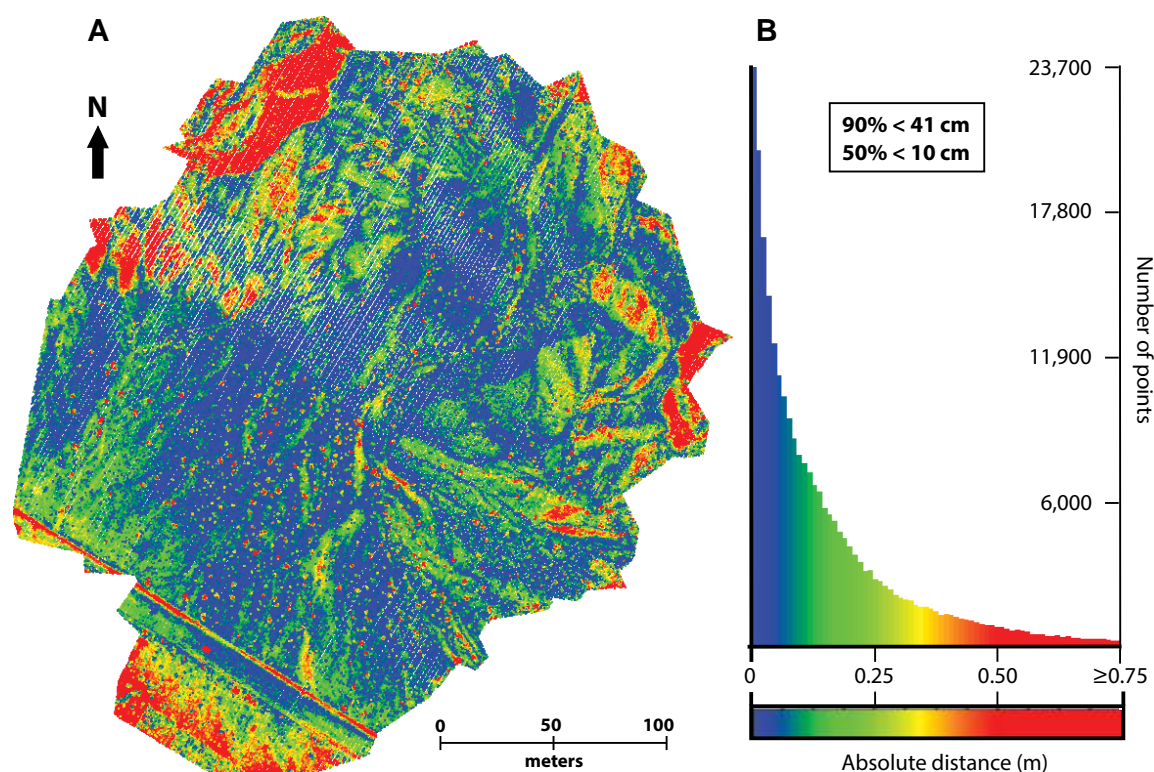 A
N
0 50 100
meters
B
23,700
90% < 41 cm
50% < 10 cm
17,800
11,900
6,000
Number of points
0 0.25 0.50 ≥0.75
Absolute distance (m)